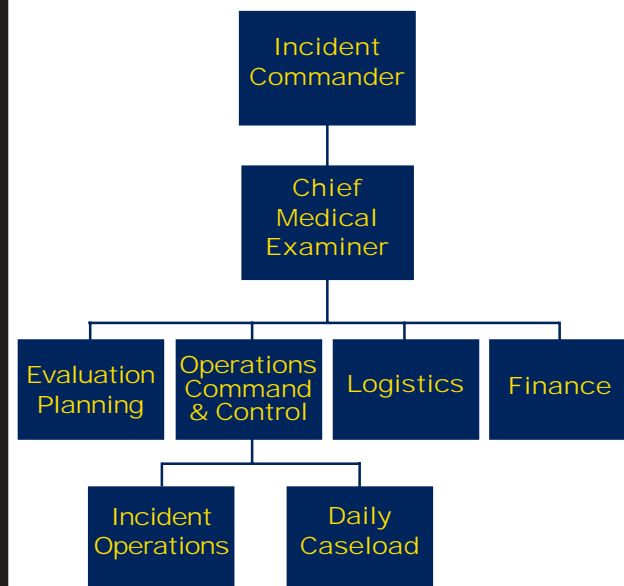 Incident
Commander
Chief
Medical
Examiner
Evaluation
Planning
Operations
Command
& Control
Logistics
Finance
Incident
Operations
Daily
Caseload